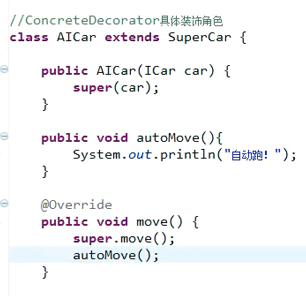 //ConcreteDecorator具体装饰角色
class AICar extends SuperCar {
public AICar(ICar car) {
super(car);
}
public void autoMove(){
System.out.println("自动跑！");
}
@Override
public void move() {
super.move();
autoMove();
}